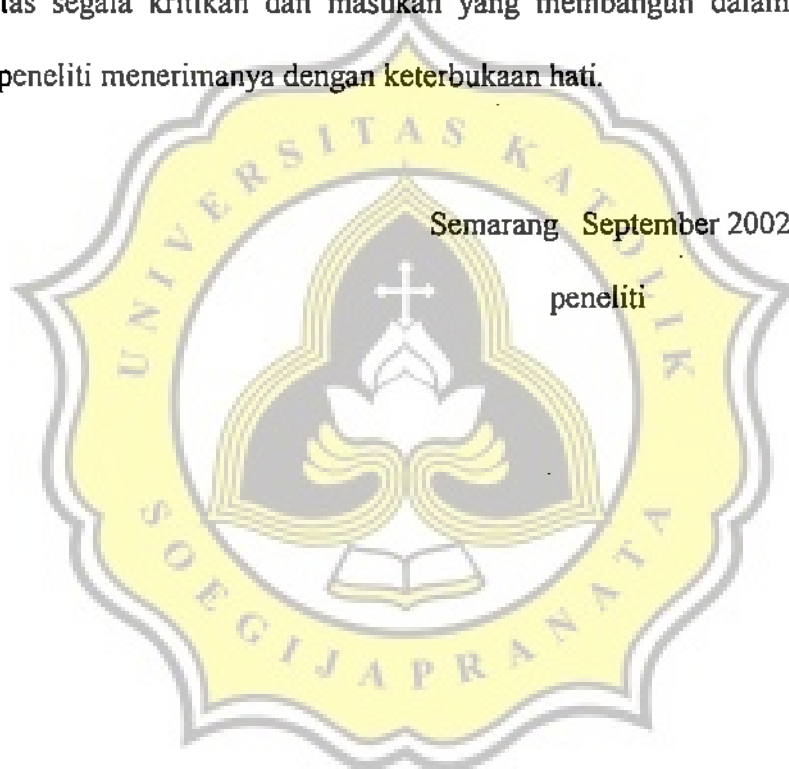 tas segala kritikan dan masukan yang membangun dalam
peneliti menerimanya dengan keterbukaan hati.
Semarang September 2002
peneliti
UNIVERSITAS KATOLIK
SOEGIJAPRANATA